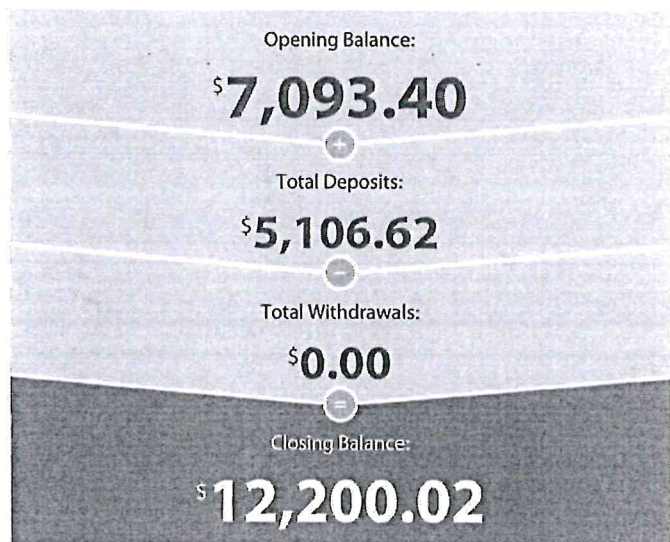 Opening Balance:
$7,093.40
+
Total Deposits:
$5,106.62
−
Total Withdrawals:
$0.00
=
Closing Balance:
$12,200.02